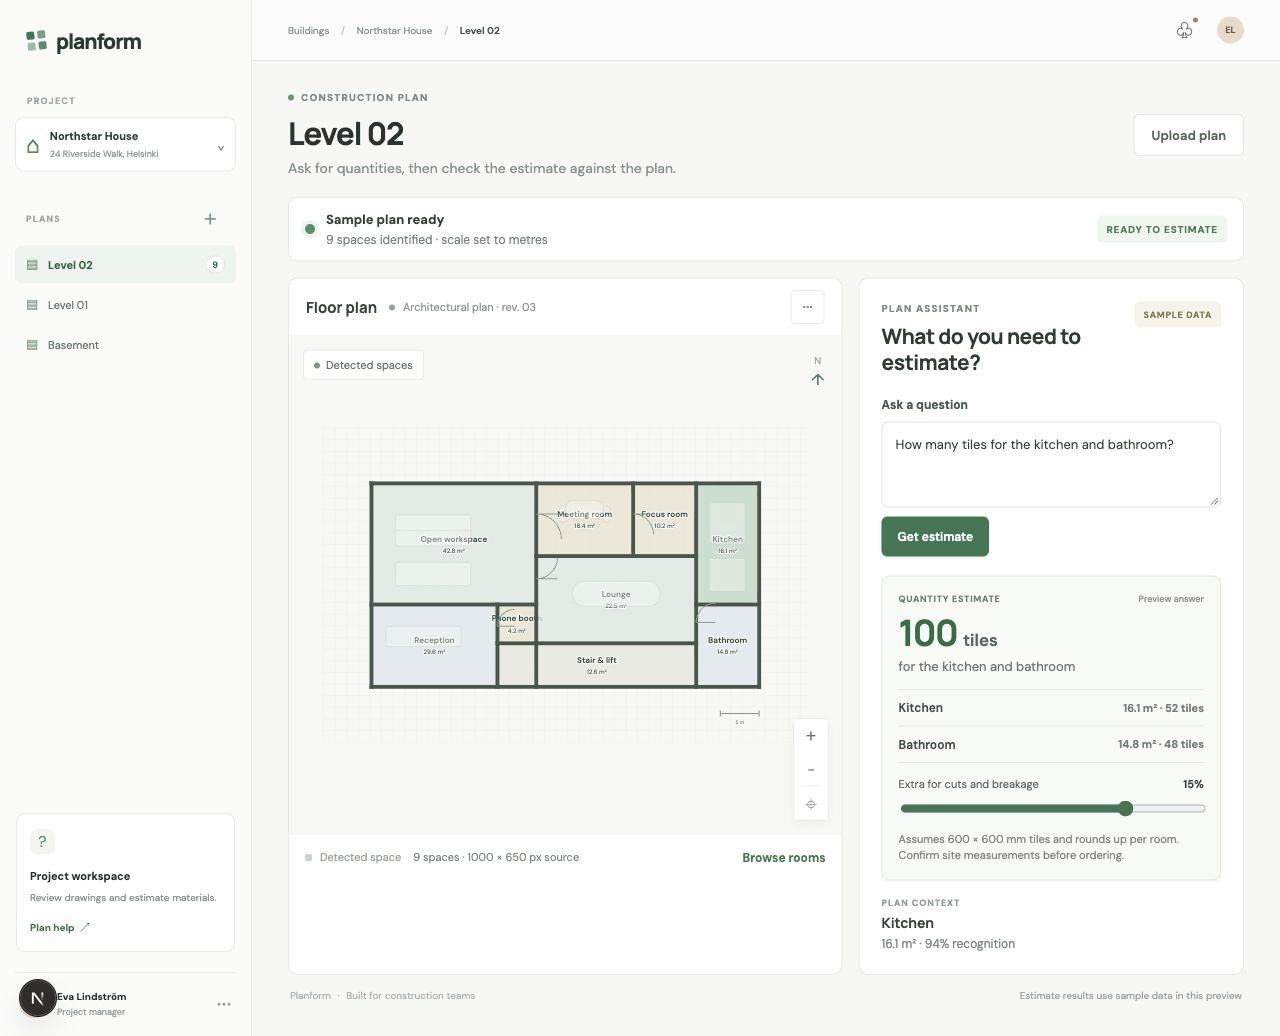 planform
PROJECT
Northstar House
24 Riverside Walk, Helsinki
PLANS
Level 02
9
Level 01
Basement
?
Project workspace
Review drawings and estimate materials.
Plan help ↗
N
Eva Lindström
Project manager
Buildings / Northstar House / Level 02
EL
CONSTRUCTION PLAN
Level 02
Ask for quantities, then check the estimate against the plan.
Upload plan
Sample plan ready
9 spaces identified · scale set to metres
READY TO ESTIMATE
Floor plan
Architectural plan · rev. 03
Detected spaces
N
Open workspace
42.8 m²
Meeting room
18.4 m²
Focus room
10.2 m²
Kitchen
16.1 m²
Lounge
22.5 m²
Phone boo
4.2 m²
Reception
29.6 m²
Bathroom
14.8 m²
Stair & lift
12.6 m²
5 m
+
-
Detected space 9 spaces · 1000 × 650 px source
Browse rooms
PLAN ASSISTANT
SAMPLE DATA
What do you need to
estimate?
Ask a question
How many tiles for the kitchen and bathroom?
Get estimate
QUANTITY ESTIMATE
Preview answer
100 tiles
for the kitchen and bathroom
Kitchen 16.1 m² · 52 tiles
Bathroom 14.8 m² · 48 tiles
Extra for cuts and breakage 15%
Assumes 600 × 600 mm tiles and rounds up per room.
Confirm site measurements before ordering.
PLAN CONTEXT
Kitchen
16.1 m² · 94% recognition
Planform · Built for construction teams
Estimate results use sample data in this preview